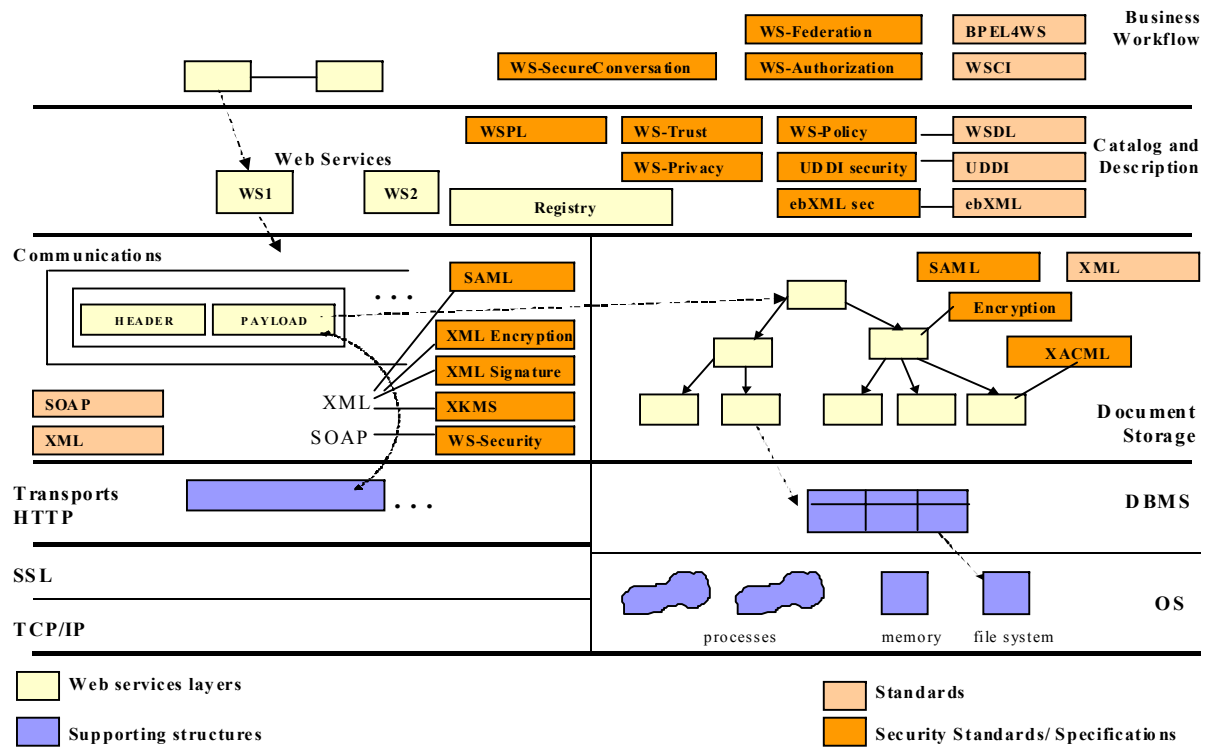 Business
Workflow
WS-Federation
BPEL4WS
WS-SecureConversation
WS-Authorization
WSCI
WSPL
WS-Trust
WS-Policy
WSDL
Catalog and
Description
Web Services
WS-Privacy
UDDI security
UDDI
WS1
WS2
Registry
ebXML sec
ebXML
Communications
SAML
. . .
HEADER
PAYLOAD
XML Encryption
XML Signature
XML
XKMS
SOAP
SOAP
XML
WS-Security
SAML
XML
Encryption
XACML
Document
Storage
Transports
HTTP
. . .
DBMS
SSL
TCP/IP
OS
processes
memory
file system
Web services layers
Supporting structures
Standards
Security Standards/ Specifications